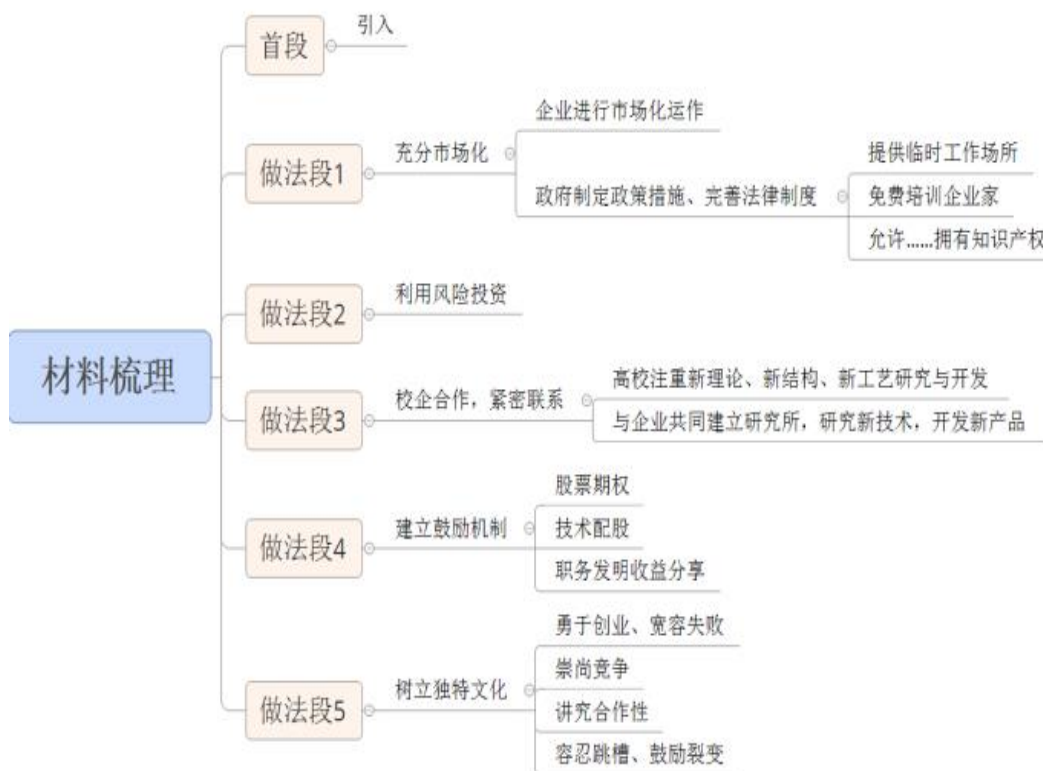 材料梳理
首段
引入
做法段1
充分市场化
企业进行市场化运作
政府制定政策措施、完善法律制度
提供临时工作场所
免费培训企业家
允许......拥有知识产权
做法段2
利用风险投资
做法段3
校企合作，紧密联系
高校注重新理论、新结构、新工艺研究与开发
与企业共同建立研究所，研究新技术，开发新产品
做法段4
建立鼓励机制
股票期权
技术配股
职务发明收益分享
做法段5
树立独特文化
勇于创业、宽容失败
崇尚竞争
讲究合作性
容忍跳槽、鼓励裂变